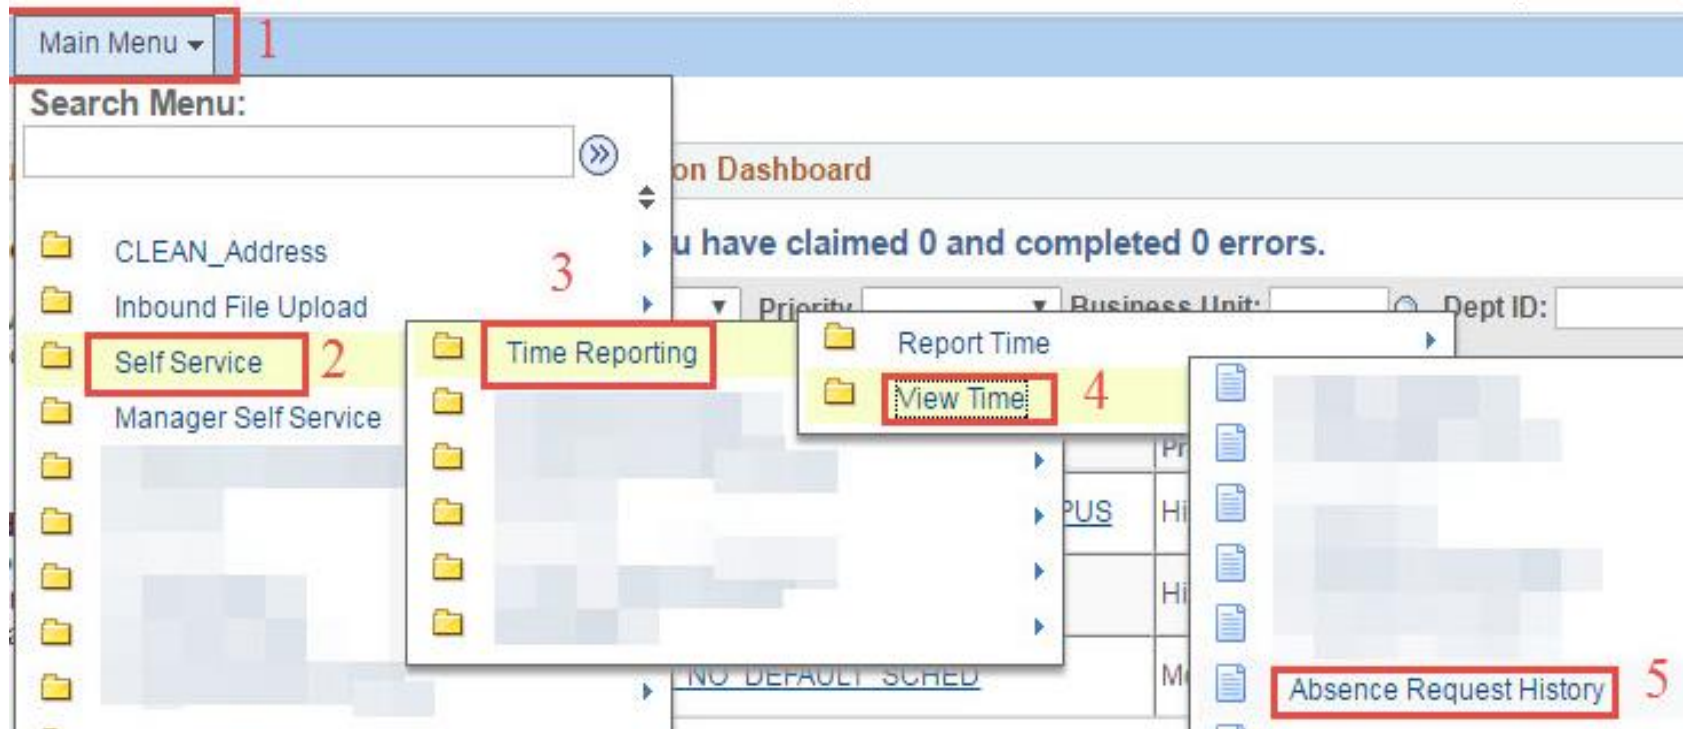 Main Menu 1
Search Menu:
on Dashboard
u have claimed 0 and completed 0 errors.
CLEAN_Address
3
Inbound File Upload
Priority Business Unit: Dept ID:
Self Service 2
Time Reporting
Report Time
View Time 4
Manager Self Service
Pr
PUS Hi
Hi
NO_DEFAULT_SCHED
Absence Request History 5